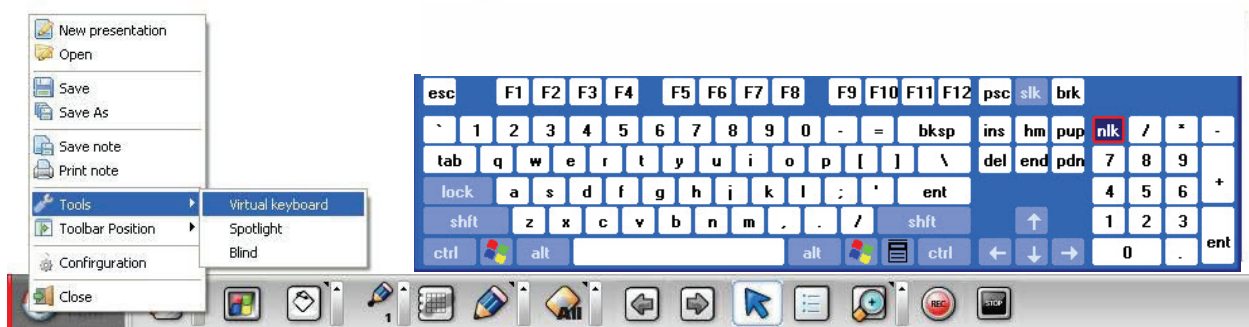 New presentation
Open
Save
Save As
Save note
Print note
Tools
Toolbar Position
Confirguration
Close
Virtual keyboard
Spotlight
Blind
esc F1 F2 F3 F4 F5 F6 F7 F8 F9 F10 F11 F12 psc slk brk
` 1 2 3 4 5 6 7 8 9 0 - = bksp ins hm pup nlk / * -
tab q w e r t y u i o p [ ] \ del end pdn 7 8 9 +
lock a s d f g h j k l ; ' ent 4 5 6
shft z x c v b n m , . / shft ↑ 1 2 3 ent
ctrl alt alt ctrl ← ↓ → 0 .
1 All REC STOP